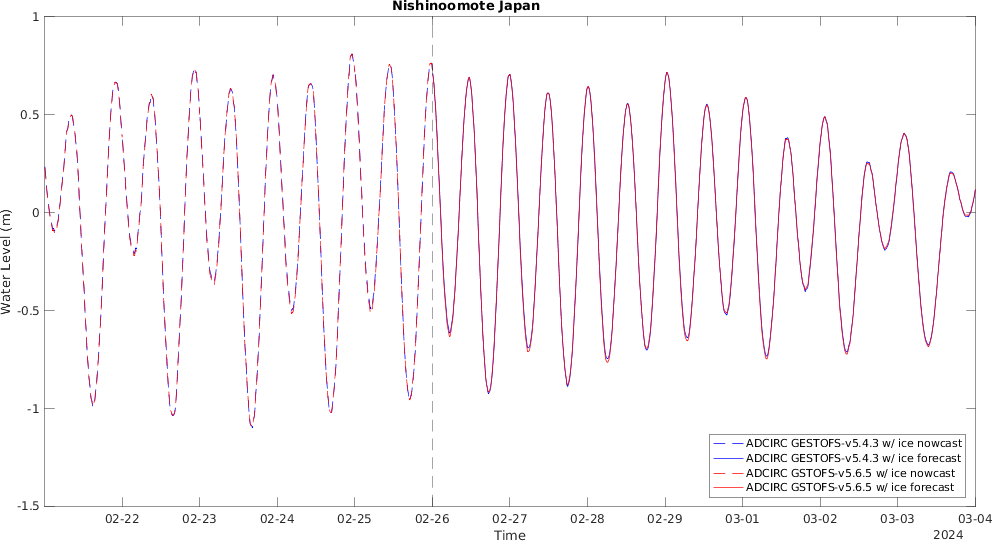 Nishinoomote Japan
1
0.5
0
-0.5
-1
-1.5
Water Level (m)
02-22
02-23
02-24
02-25
02-26
02-27
02-28
02-29
03-01
03-02
03-03
03-04
Time
2024
ADCIRC GESTOFS-v5.4.3 w/ ice nowcast
ADCIRC GESTOFS-v5.4.3 w/ ice forecast
ADCIRC GSTOFS-v5.6.5 w/ ice nowcast
ADCIRC GSTOFS-v5.6.5 w/ ice forecast